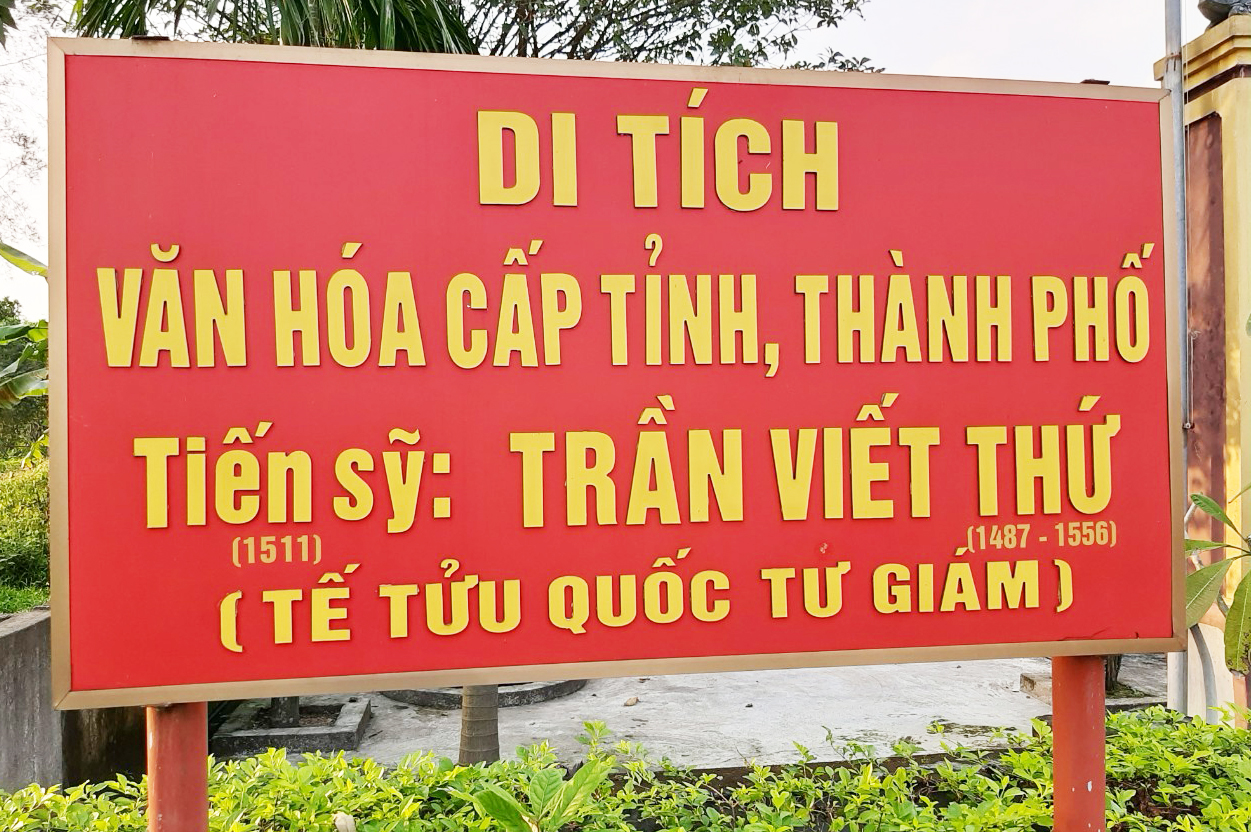 DI TÍCH
VĂN HÓA CẤP TỈNH, THÀNH PHỐ
Tiến sỹ: TRẦN VIẾT THỨ
(1511) (1487 - 1556)
( TẾ TỬU QUỐC TƯ GIÁM )